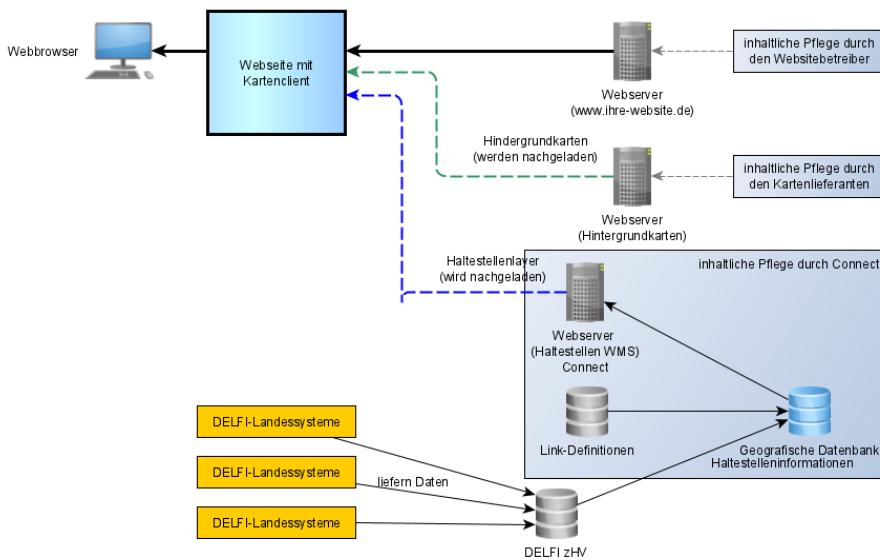 Webbrowser
Webseite mit
Kartenclient
Webserver
(www.ihre-website.de)
inhaltliche Pflege durch
den Websitebetreiber
Hindergrundkarten
(werden nachgeladen)
Webserver
(Hintergrundkarten)
inhaltliche Pflege durch
den Kartenlieferanten
Haltestellenlayer
(wird nachgeladen)
inhaltliche Pflege durch Connect
Webserver
(Haltestellen WMS)
Connect
Link-Definitionen
Geografische Datenbank
Haltestelleninformationen
DELFI-Landessysteme
DELFI-Landessysteme
liefern Daten
DELFI-Landessysteme
DELFI zHV